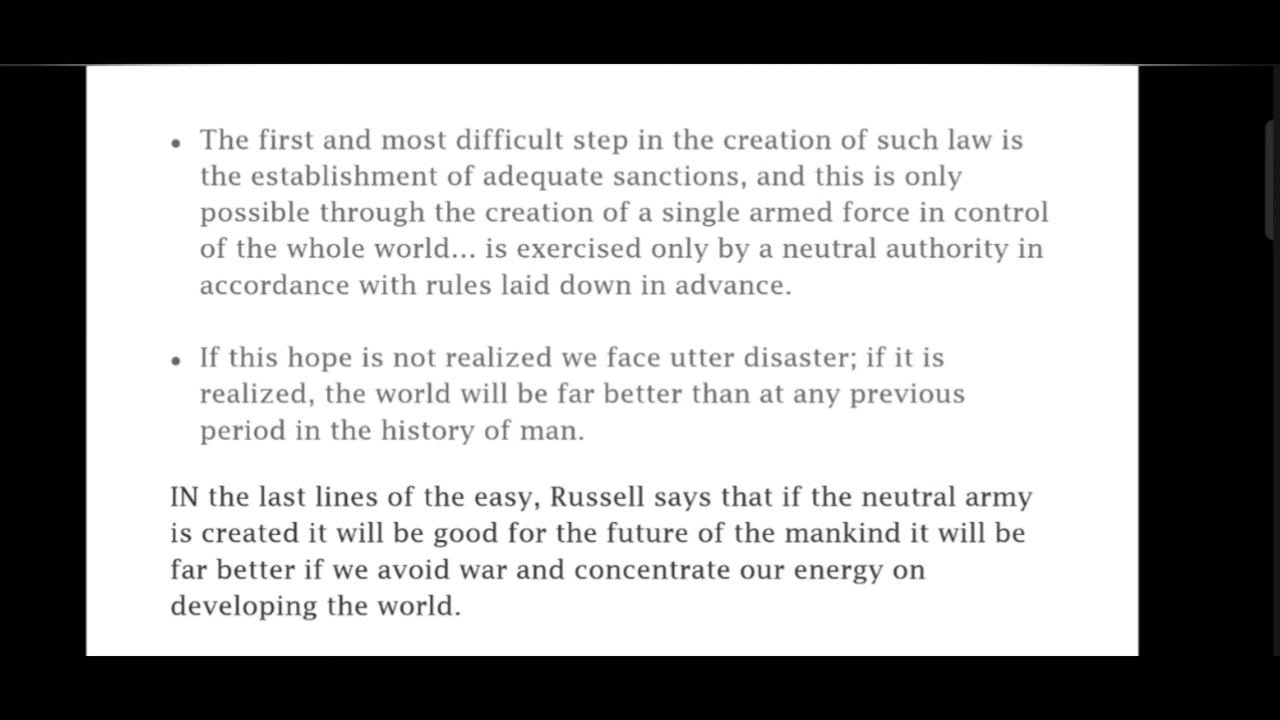 • The first and most difficult step in the creation of such law is
the establishment of adequate sanctions, and this is only
possible through the creation of a single armed force in control
of the whole world... is exercised only by a neutral authority in
accordance with rules laid down in advance.
• If this hope is not realized we face utter disaster; if it is
realized, the world will be far better than at any previous
period in the history of man.
IN the last lines of the easy, Russell says that if the neutral army
is created it will be good for the future of the mankind it will be
far better if we avoid war and concentrate our energy on
developing the world.